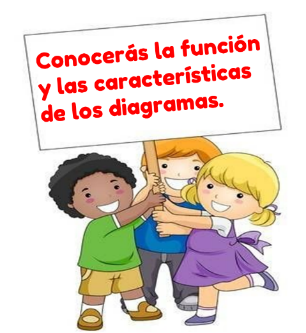 Conocerás la función
y las características
de los diagramas.